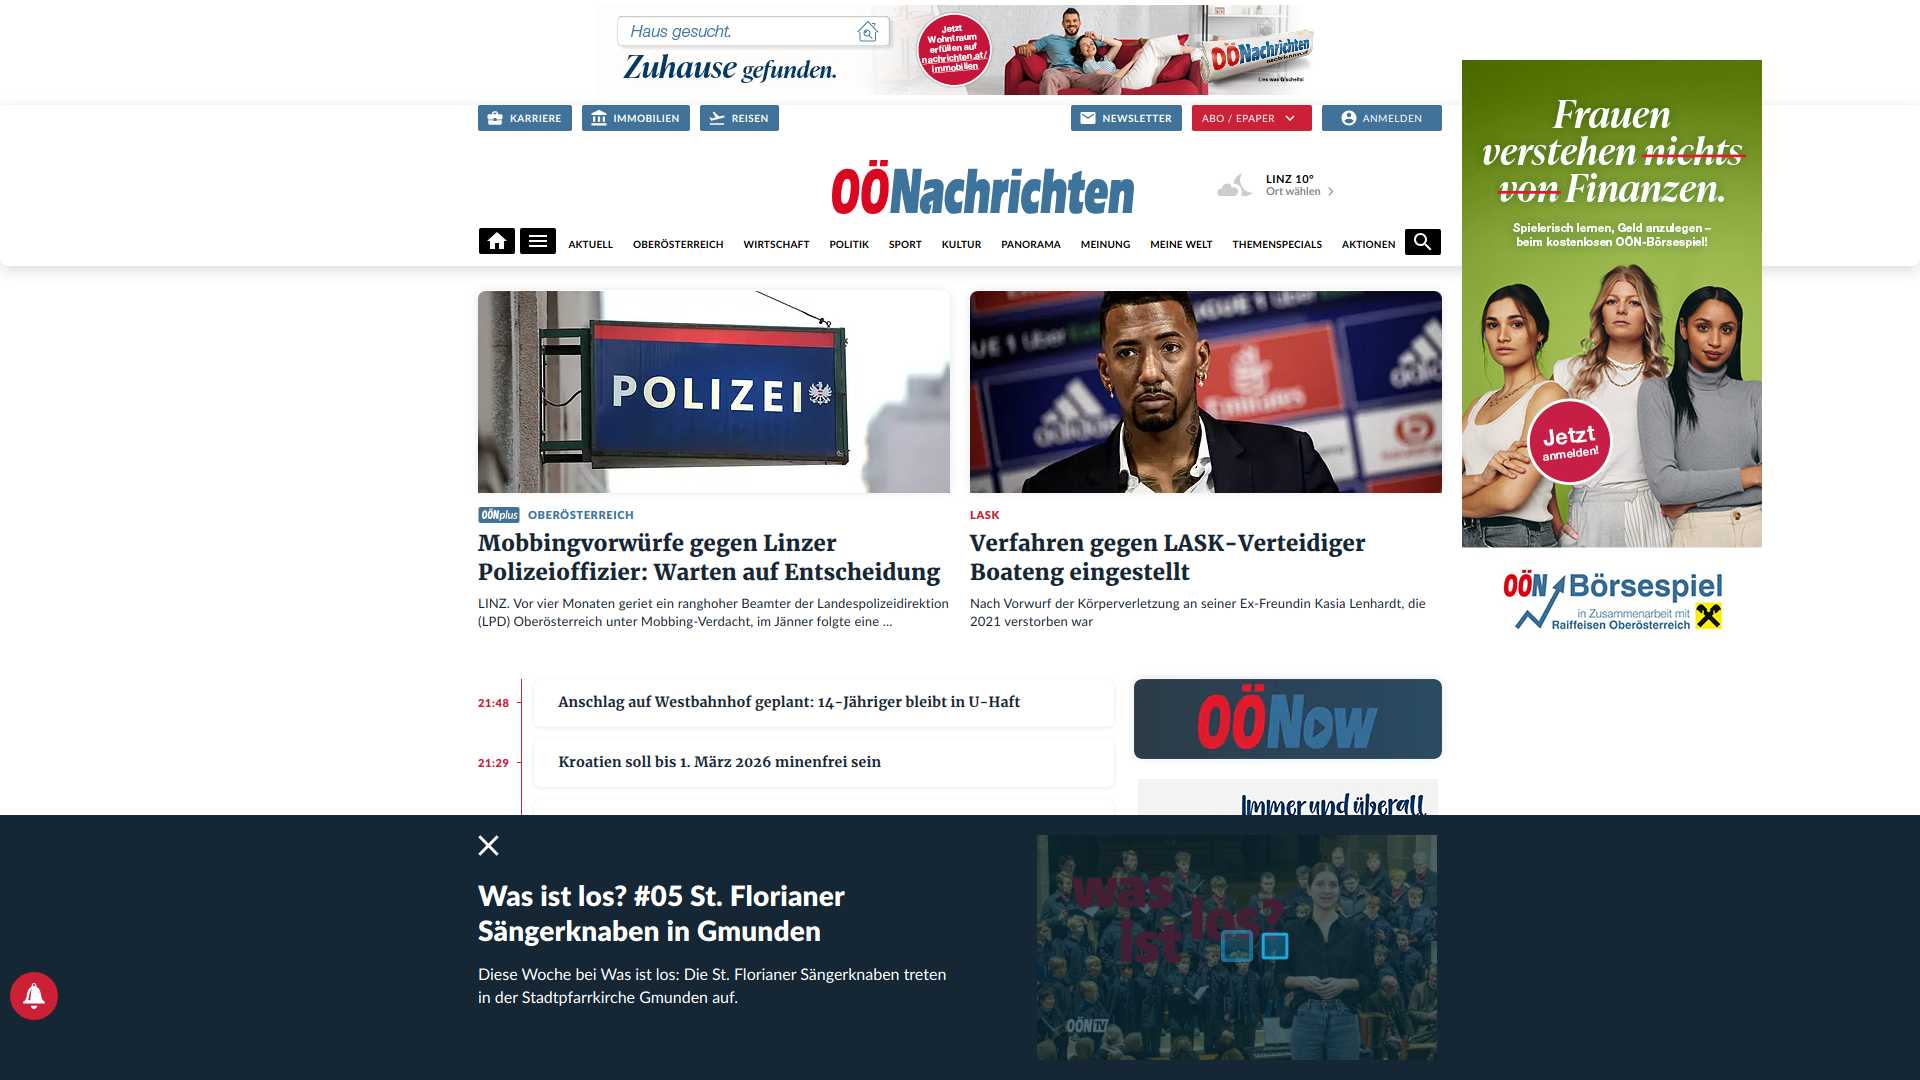 Haus gesucht.
Zuhause gefunden.
Jetzt
Wohntraum
erfüllen auf
nachrichten.at/
immobilien
OÖNachrichten
Lies was G'scheits!
KARRIERE
IMMOBILIEN
REISEN
NEWSLETTER
ABO / EPAPER
ANMELDEN
OÖNachrichten
LINZ 10°
Ort wählen
AKTUELL
OBERÖSTERREICH
WIRTSCHAFT
POLITIK
SPORT
KULTUR
PANORAMA
MEINUNG
MEINE WELT
THEMENSPECIALS
AKTIONEN
Frauen
verstehen nichts
von Finanzen.
Spielerisch lernen, Geld anzulegen –
beim kostenlosen OÖN-Börsespiel!
Jetzt
anmelden!
OÖN Börsespiel
in Zusammenarbeit mit
Raiffeisen Oberösterreich
POLIZEI
adidas
Emirates
OÖNplus OBERÖSTERREICH
Mobbingvorwürfe gegen Linzer
Polizeioffizier: Warten auf Entscheidung
LINZ. Vor vier Monaten geriet ein ranghoher Beamter der Landespolizeidirektion
(LPD) Oberösterreich unter Mobbing-Verdacht, im Jänner folgte eine ...
LASK
Verfahren gegen LASK-Verteidiger
Boateng eingestellt
Nach Vorwurf der Körperverletzung an seiner Ex-Freundin Kasia Lenhardt, die
2021 verstorben war
21:48
Anschlag auf Westbahnhof geplant: 14-Jähriger bleibt in U-Haft
21:29
Kroatien soll bis 1. März 2026 minenfrei sein
OÖNow
Immer und überall
Was ist los? #05 St. Florianer
Sängerknaben in Gmunden
Diese Woche bei Was ist los: Die St. Florianer Sängerknaben treten
in der Stadtpfarrkirche Gmunden auf.
was
ist los?
OÖN TV